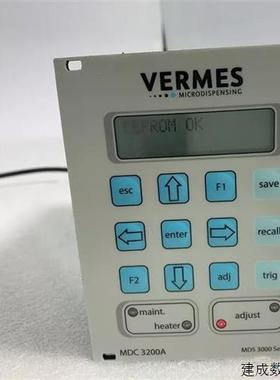 VERMES
MICRODISPENSING
EEPROM OK
esc
F1
save
enter
recall
F2
adj
trig
maint.
heater
adjust
MDC 3200A
MDS 3000 Se
建成数